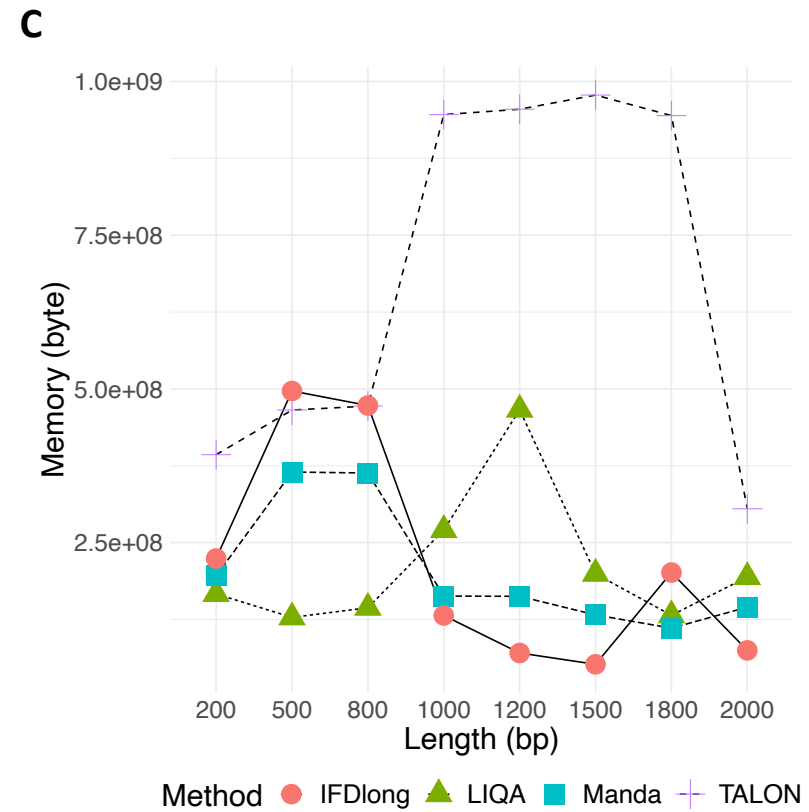 C
1.0e+09
7.5e+08
5.0e+08
2.5e+08
Memory (byte)
200 500 800 1000 1200 1500 1800 2000
Length (bp)
Method IFDlong LIQA Manda TALON